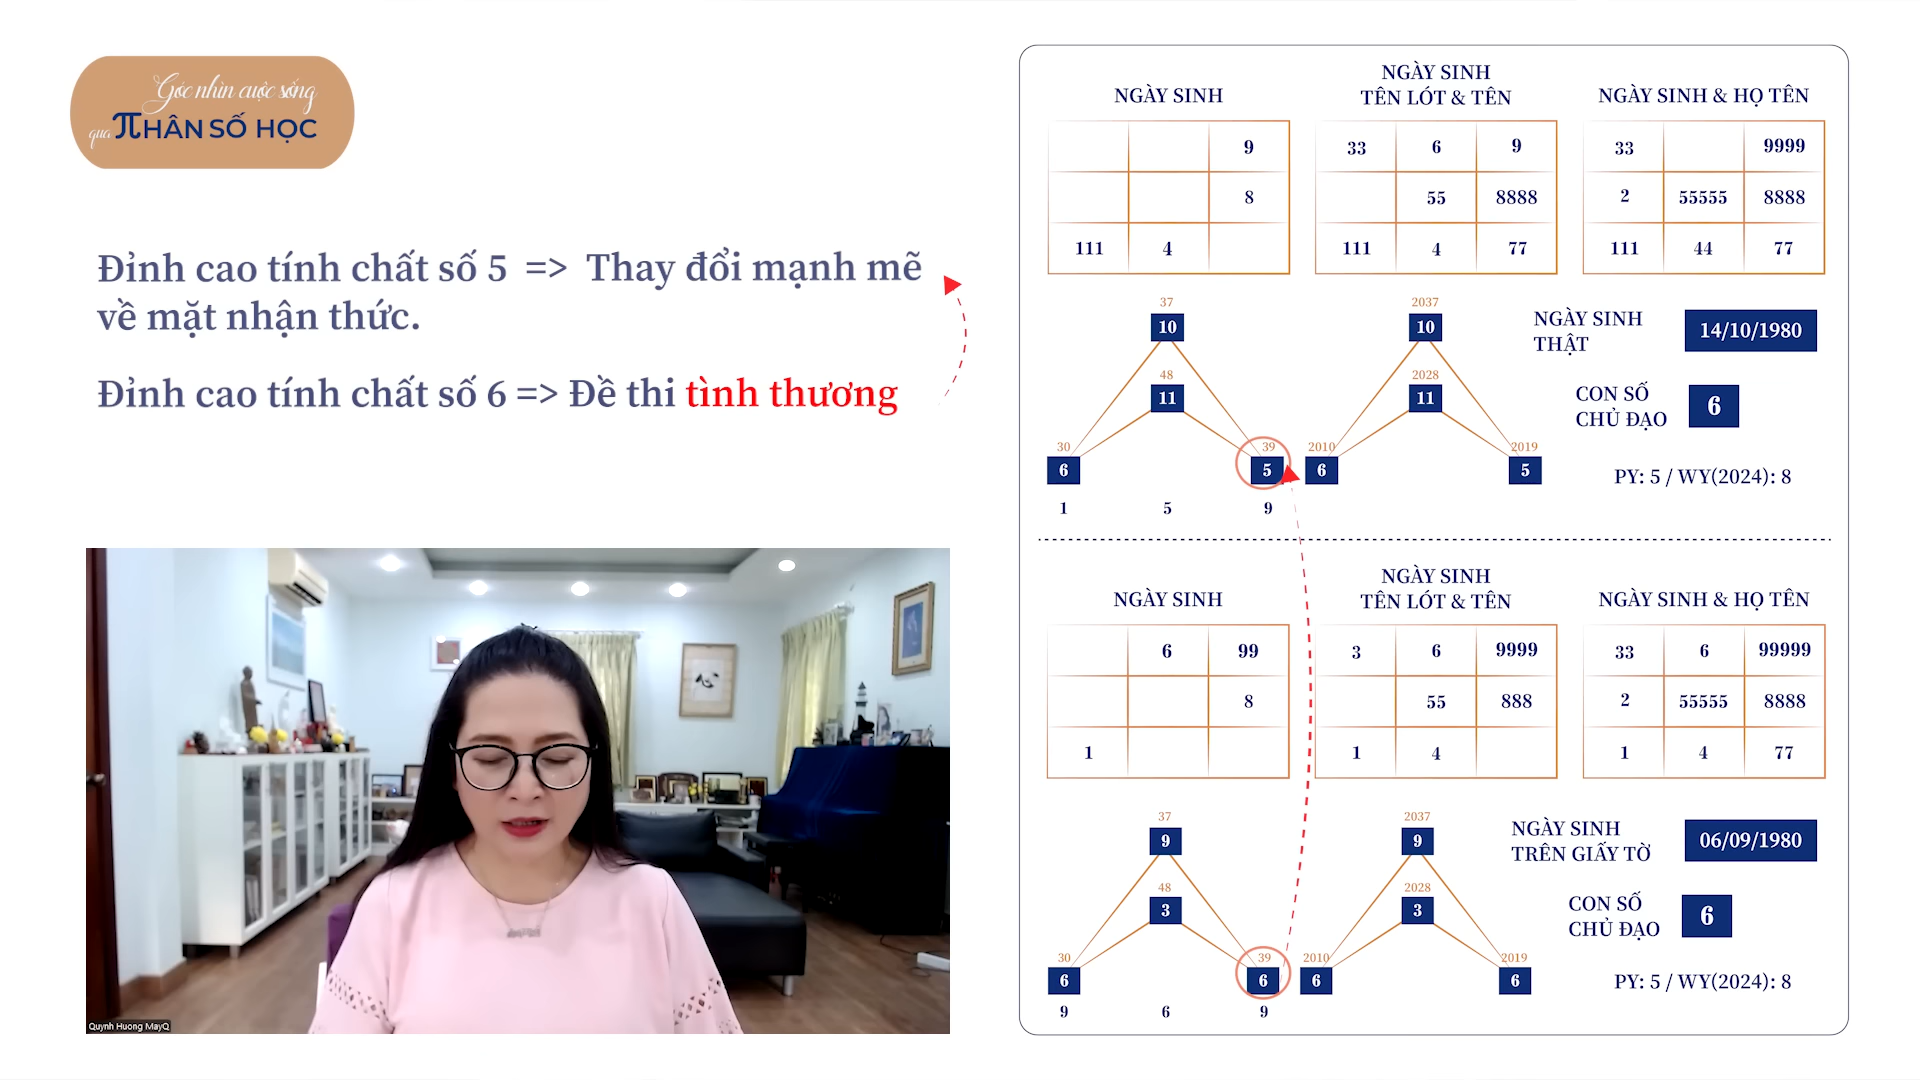 Góc nhìn cuộc sống
qua πHÂN SỐ HỌC
Đỉnh cao tính chất số 5 => Thay đổi mạnh mẽ
về mặt nhận thức.
Đỉnh cao tính chất số 6 => Đề thi tình thương
Quynh Huong MayQ
NGÀY SINH
9
8
111 4
NGÀY SINH
TÊN LÓT & TÊN
33 6 9
55 8888
111 4 77
NGÀY SINH & HỌ TÊN
33 9999
2 55555 8888
111 44 77
37
10
48
11
30 39
6 5
1 5 9
2037
10
2028
11
2010 2019
6 5
NGÀY SINH
THẬT
14/10/1980
CON SỐ
CHỦ ĐẠO
6
PY: 5 / WY(2024): 8
NGÀY SINH
6 99
8
1
NGÀY SINH
TÊN LÓT & TÊN
3 6 9999
55 888
1 4
NGÀY SINH & HỌ TÊN
33 6 99999
2 55555 8888
1 4 77
37
9
48
3
30 39
6 6
9 6 9
2037
9
2028
3
2010 2019
6 6
NGÀY SINH
TRÊN GIẤY TỜ
06/09/1980
CON SỐ
CHỦ ĐẠO
6
PY: 5 / WY(2024): 8
心